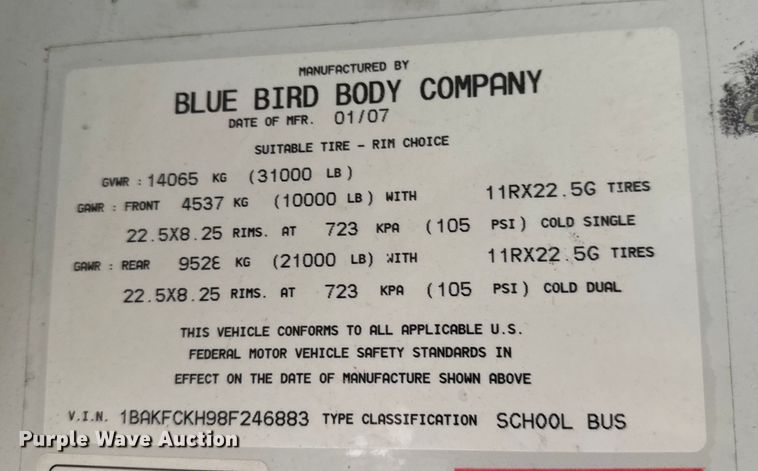 MANUFACTURED BY
BLUE BIRD BODY COMPANY
DATE OF MFR. 01/07
SUITABLE TIRE - RIM CHOICE
GVWR : 14065 KG (31000 LB)
GAWR : FRONT 4537 KG (10000 LB) WITH 11RX22.5G TIRES
22.5X8.25 RIMS. AT 723 KPA (105 PSI) COLD SINGLE
GAWR : REAR 9528 KG (21000 LB) WITH 11RX22.5G TIRES
22.5X8.25 RIMS. AT 723 KPA (105 PSI) COLD DUAL
THIS VEHICLE CONFORMS TO ALL APPLICABLE U.S.
FEDERAL MOTOR VEHICLE SAFETY STANDARDS IN
EFFECT ON THE DATE OF MANUFACTURE SHOWN ABOVE
V.I.N. 1BAKFCKH98F246883 TYPE CLASSIFICATION SCHOOL BUS
Purple Wave Auction